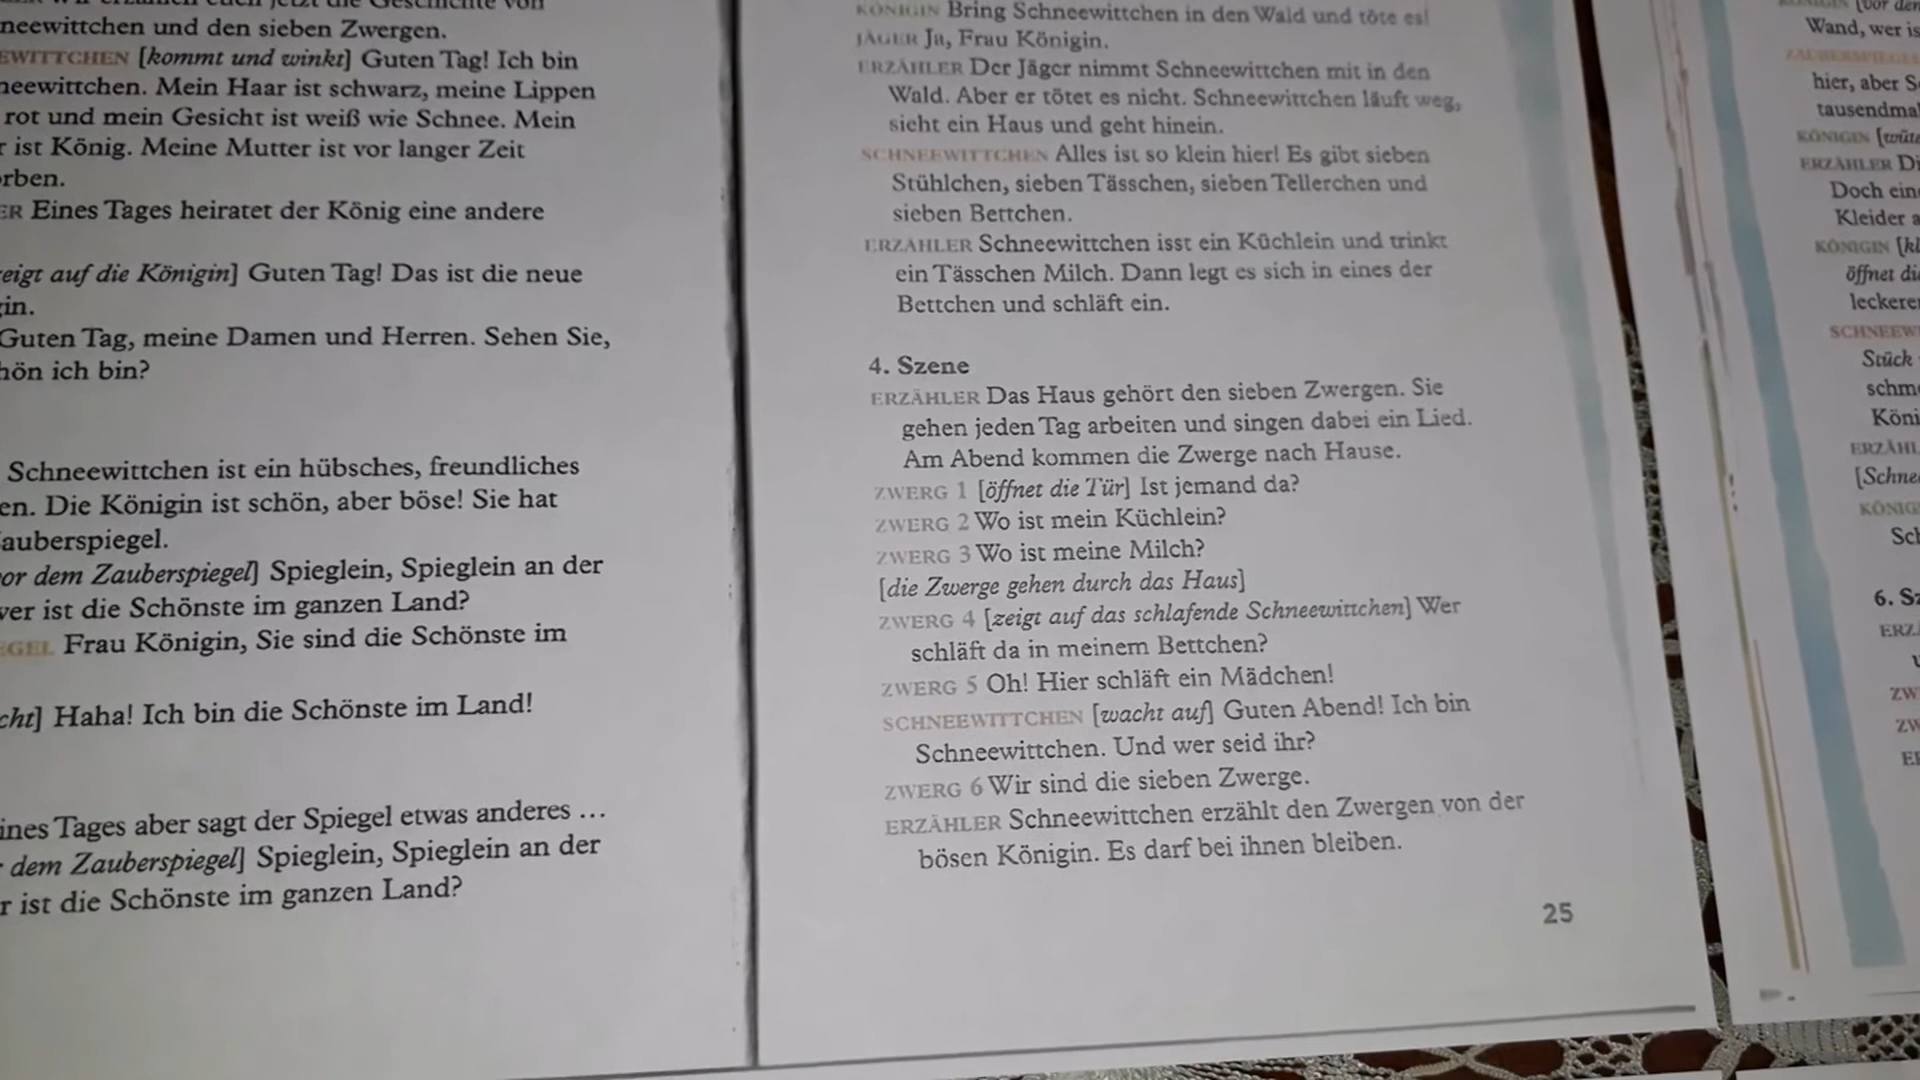 neewittchen und den sieben Zwergen.
[kommt und winkt] Guten Tag! Ich bin
neewittchen. Mein Haar ist schwarz, meine Lippen
rot und mein Gesicht ist weiß wie Schnee. Mein
ist König. Meine Mutter ist vor langer Zeit
rben.
ER Eines Tages heiratet der König eine andere
eigt auf die Königin] Guten Tag! Das ist die neue
gin.
Guten Tag, meine Damen und Herren. Sehen Sie,
hön ich bin?
Schneewittchen ist ein hübsches, freundliches
en. Die Königin ist schön, aber böse! Sie hat
auberspiegel.
or dem Zauberspiegel] Spieglein, Spieglein an der
wer ist die Schönste im ganzen Land?
EGEL Frau Königin, Sie sind die Schönste im
cht] Haha! Ich bin die Schönste im Land!
ines Tages aber sagt der Spiegel etwas anderes ...
dem Zauberspiegel] Spieglein, Spieglein an der
r ist die Schönste im ganzen Land?
KÖNIGIN Bring Schneewittchen in den Wald und töte es!
JÄGER Ja, Frau Königin.
ERZÄHLER Der Jäger nimmt Schneewittchen mit in den
Wald. Aber er tötet es nicht. Schneewittchen läuft weg,
sieht ein Haus und geht hinein.
SCHNEEWITTCHEN Alles ist so klein hier! Es gibt sieben
Stühlchen, sieben Tässchen, sieben Tellerchen und
sieben Bettchen.
ERZÄHLER Schneewittchen isst ein Küchlein und trinkt
ein Tässchen Milch. Dann legt es sich in eines der
Bettchen und schläft ein.
4. Szene
ERZÄHLER Das Haus gehört den sieben Zwergen. Sie
gehen jeden Tag arbeiten und singen dabei ein Lied.
Am Abend kommen die Zwerge nach Hause.
ZWERG 1 [öffnet die Tür] Ist jemand da?
ZWERG 2 Wo ist mein Küchlein?
ZWERG 3 Wo ist meine Milch?
[die Zwerge gehen durch das Haus]
ZWERG 4 [zeigt auf das schlafende Schneewittchen] Wer
schläft da in meinem Bettchen?
ZWERG 5 Oh! Hier schläft ein Mädchen!
SCHNEEWITTCHEN [wacht auf] Guten Abend! Ich bin
Schneewittchen. Und wer seid ihr?
ZWERG 6 Wir sind die sieben Zwerge.
ERZÄHLER Schneewittchen erzählt den Zwergen von der
bösen Königin. Es darf bei ihnen bleiben.
25
Wand, wer is
hier, aber S
tausendma
KÖNIGIN [wüte
ERZÄHLER Di
Doch ein
Kleider a
KÖNIGIN [kl
öffnet di
leckere
SCHNEEW
Stück
schm
Köni
ERZÄHL
[Schne
KÖNIG
Sch
6. Sz
ERZ
ZW
ZW